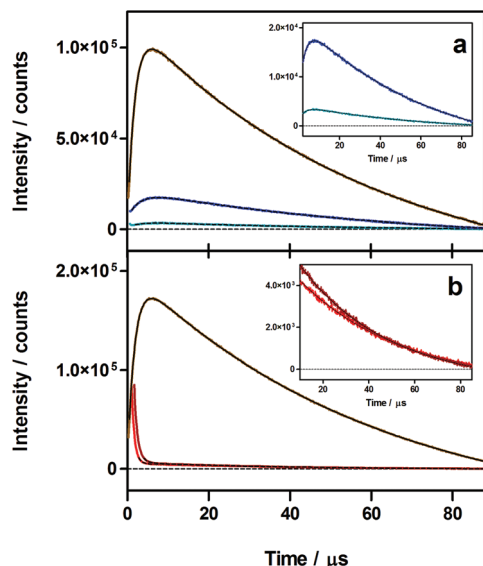 Intensity / counts
1.0×10⁵
5.0×10⁴
0
a
2.0×10⁴
1.0×10⁴
0
20 40 60 80
Time / μs
Intensity / counts
2.0×10⁵
1.0×10⁵
0
b
4.0×10³
2.0×10³
0
20 40 60 80
Time / μs
0 20 40 60 80
Time / μs